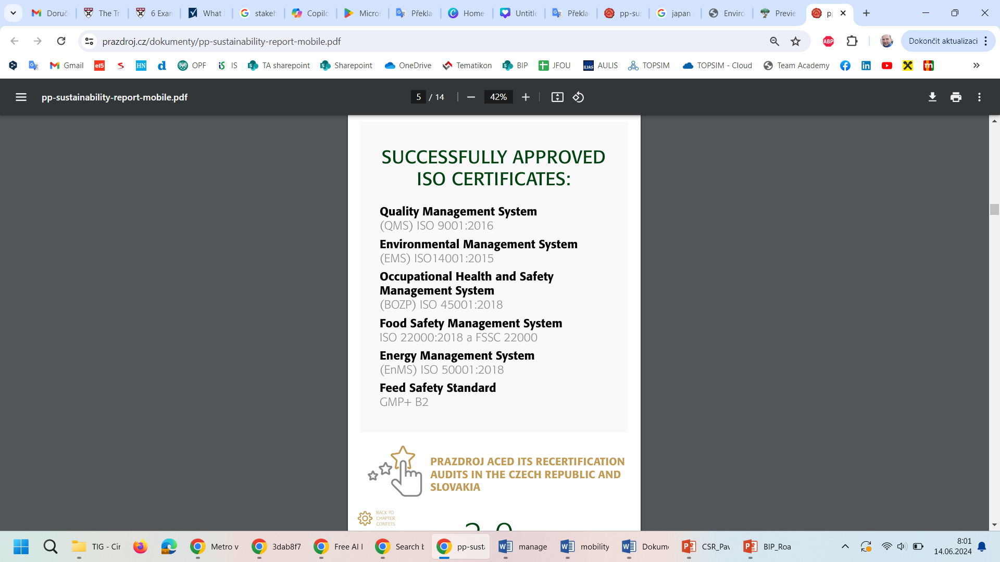 Doruč
The Tr
6 Exan
What
stakeh
Copilo
Micros
Překla
Home
Untitle
Překla
pp-sus
japan
Enviro
Previe
prazdroj.cz/dokumenty/pp-sustainability-report-mobile.pdf
ABP
Dokončit aktualizaci
Gmail
el5
HN
OPF
IS
TA sharepoint
Sharepoint
OneDrive
Tematikon
BIP
JFOU
ILIAS
AULIS
TOPSIM
TOPSIM - Cloud
Team Academy
pp-sustainability-report-mobile.pdf
5 / 14
42%
SUCCESSFULLY APPROVED
ISO CERTIFICATES:
Quality Management System
(QMS) ISO 9001:2016
Environmental Management System
(EMS) ISO14001:2015
Occupational Health and Safety
Management System
(BOZP) ISO 45001:2018
Food Safety Management System
ISO 22000:2018 a FSSC 22000
Energy Management System
(EnMS) ISO 50001:2018
Feed Safety Standard
GMP+ B2
PRAZDROJ ACED ITS RECERTIFICATION
AUDITS IN THE CZECH REPUBLIC AND
SLOVAKIA
BACK TO
CHAPTER
CONTETS
TIG - Cir
Metro v
3dab8f7
Free AI I
Search b
pp-susta
manage
mobility
Dokum
CSR_Pav
BIP_Roa
8:01
14.06.2024